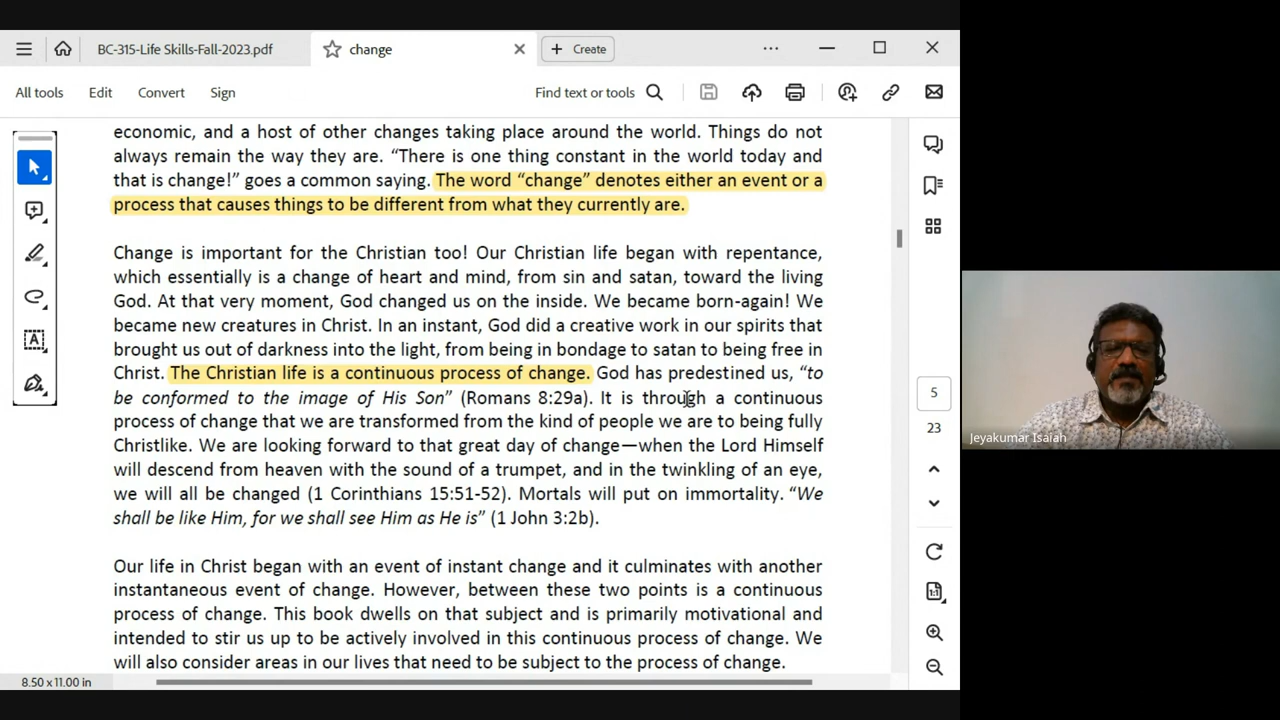 BC-315-Life Skills-Fall-2023.pdf
change
Create
All tools
Edit
Convert
Sign
Find text or tools
economic, and a host of other changes taking place around the world. Things do not
always remain the way they are. “There is one thing constant in the world today and
that is change!” goes a common saying. The word “change” denotes either an event or a
process that causes things to be different from what they currently are.
Change is important for the Christian too! Our Christian life began with repentance,
which essentially is a change of heart and mind, from sin and satan, toward the living
God. At that very moment, God changed us on the inside. We became born-again! We
became new creatures in Christ. In an instant, God did a creative work in our spirits that
brought us out of darkness into the light, from being in bondage to satan to being free in
Christ. The Christian life is a continuous process of change. God has predestined us, “to
be conformed to the image of His Son” (Romans 8:29a). It is through a continuous
process of change that we are transformed from the kind of people we are to being fully
Christlike. We are looking forward to that great day of change—when the Lord Himself
will descend from heaven with the sound of a trumpet, and in the twinkling of an eye,
we will all be changed (1 Corinthians 15:51-52). Mortals will put on immortality. “We
shall be like Him, for we shall see Him as He is” (1 John 3:2b).
Our life in Christ began with an event of instant change and it culminates with another
instantaneous event of change. However, between these two points is a continuous
process of change. This book dwells on that subject and is primarily motivational and
intended to stir us up to be actively involved in this continuous process of change. We
will also consider areas in our lives that need to be subject to the process of change.
8.50 x 11.00 in
5
23
1:1
Jeyakumar Isaiah